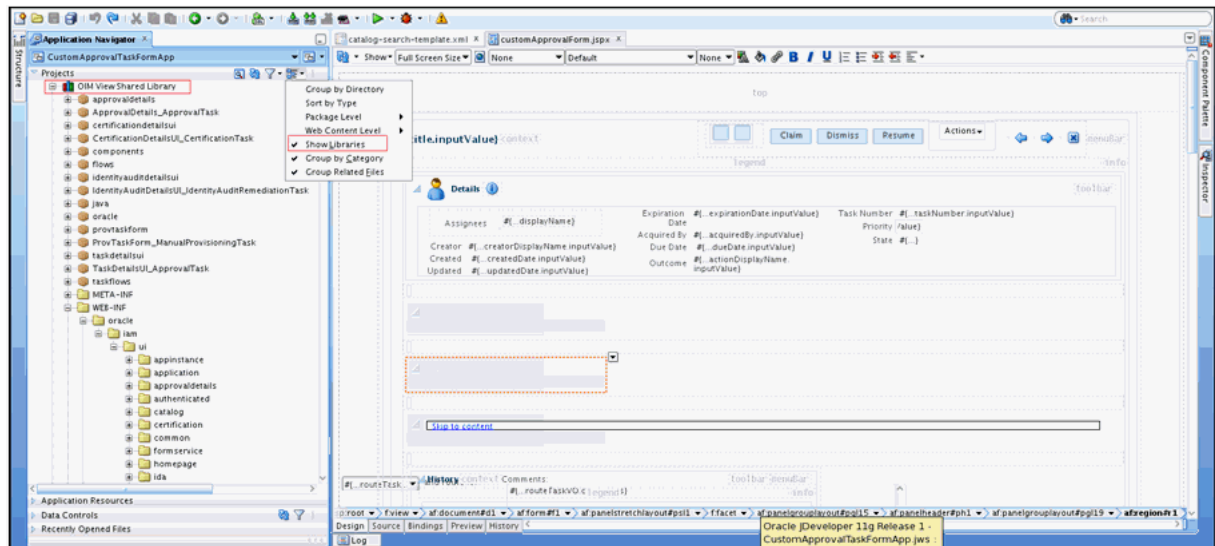 Search
Application Navigator
catalog-search-template.xml
customApprovalForm.jspx
CustomApprovalTaskFormApp
Show
Full Screen Size
None
Default
None
B I U
Structure
Component Palette
Inspector
Projects
OIM View Shared Library
approvaldetails
ApprovalDetails_ApprovalTask
certificationdetailsui
CertificationDetailsUI_CertificationTask
components
flows
identityauditdetailsui
IdentityAuditDetailsUI_IdentityAuditRemediationTask
java
oracle
provtaskform
ProvTaskForm_ManualProvisioningTask
taskdetailsui
TaskDetailsUI_ApprovalTask
taskflows
META-INF
WEB-INF
oracle
iam
ui
appinstance
application
approvaldetails
authenticated
catalog
certification
common
formservice
homepage
ida
Application Resources
Data Controls
Recently Opened Files
Group by Directory
Sort by Type
Package Level
Web Content Level
Show Libraries
Group by Category
Group Related Files
top
itle.inputValue} context
Claim
Dismiss
Resume
Actions
menuBar
legend
info
Details
toolbar
Assignees #{...displayName}
Creator #{...creatorDisplayName.inputValue}
Created #{...createdDate.inputValue}
Updated #{...updatedDate.inputValue}
Expiration Date #{...expirationDate.inputValue}
Acquired By #{...acquiredBy.inputValue}
Due Date #{...dueDate.inputValue}
Outcome #{...actionDisplayName.inputValue}
Task Number #{...taskNumber.inputValue}
Priority Value}
State #{...}
Skip to content
#{...routeTask...
History context
Comments:
toolbar menuBar
legend
info
root
f:view
af:document#d1
af:form#f1
af:panelstretchlayout#psl1
f:facet
af:panelgrouplayout#pgl15
af:panelheader#ph1
af:panelgrouplayout#pgl19
af:region#r1
Design
Source
Bindings
Preview
History
Log
Oracle JDeveloper 11g Release 1 -
CustomApprovalTaskFormApp.jws :